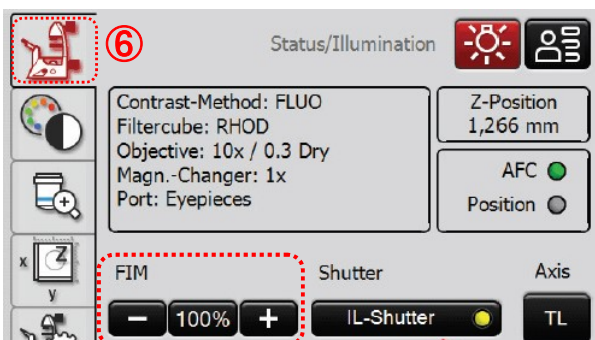 ⑥
Status/Illumination
Contrast-Method: FLUO
Filtercube: RHOD
Objective: 10x / 0.3 Dry
Magn.-Changer: 1x
Port: Eyepieces
Z-Position
1,266 mm
AFC
Position
x
Z
y
FIM
Shutter
Axis
100%
IL-Shutter
TL